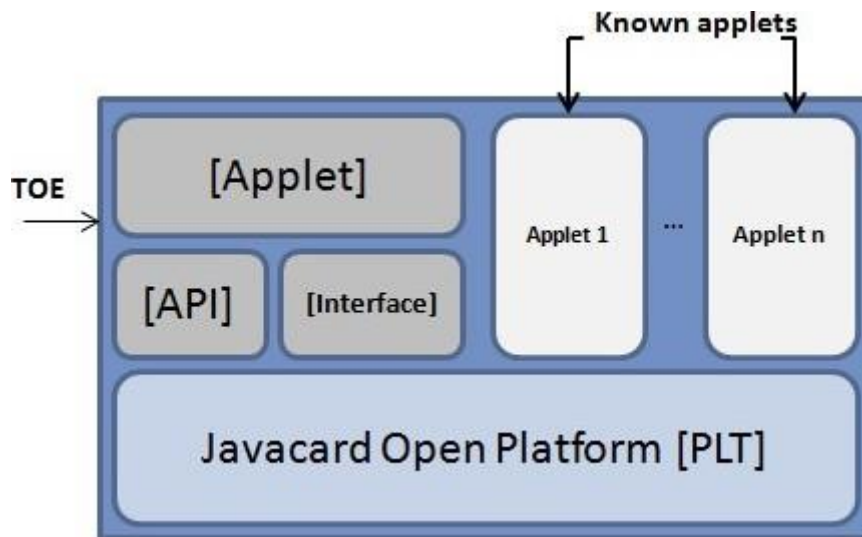 Known applets
TOE
[Applet]
[API]
[Interface]
Applet 1
...
Applet n
Javacard Open Platform [PLT]